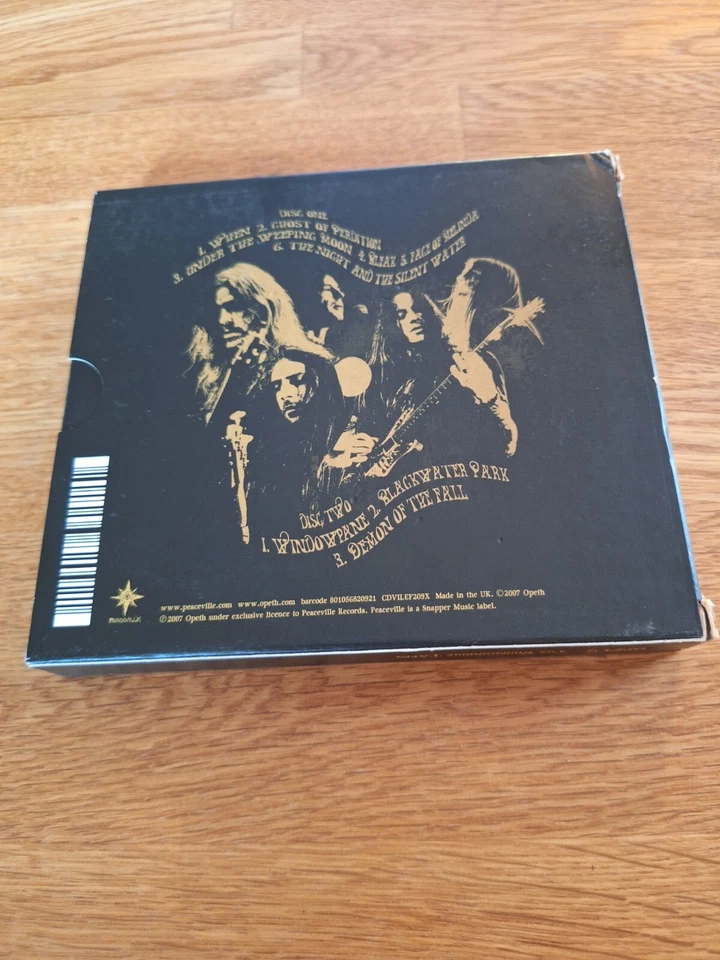 DISC ONE
1. WHEN 2. GHOST OF PERDITION
3. UNDER THE WEEPING MOON 4. BLEAK 5. FACE OF MELINDA
6. THE NIGHT AND THE SILENT WATER
DISC TWO
1. WINDOWPANE 2. BLACKWATER PARK
3. DEMON OF THE FALL
PEACEVILLE
www.peaceville.com www.opeth.com barcode 801056820921 CDVILEF209X Made in the UK. ©2007 Opeth
℗2007 Opeth under exclusive licence to Peaceville Records. Peaceville is a Snapper Music label.